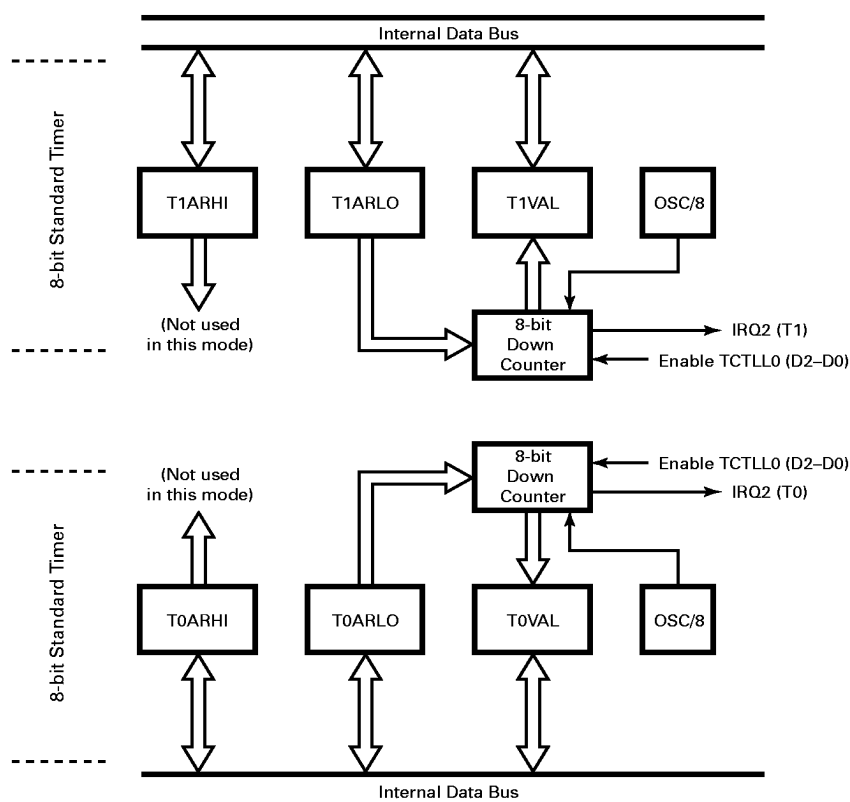 Internal Data Bus
8-bit Standard Timer
T1ARHI
T1ARLO
T1VAL
OSC/8
(Not used
in this mode)
8-bit
Down
Counter
IRQ2 (T1)
Enable TCTLL0 (D2–D0)
8-bit Standard Timer
(Not used
in this mode)
8-bit
Down
Counter
Enable TCTLL0 (D2–D0)
IRQ2 (T0)
T0ARHI
T0ARLO
T0VAL
OSC/8
Internal Data Bus